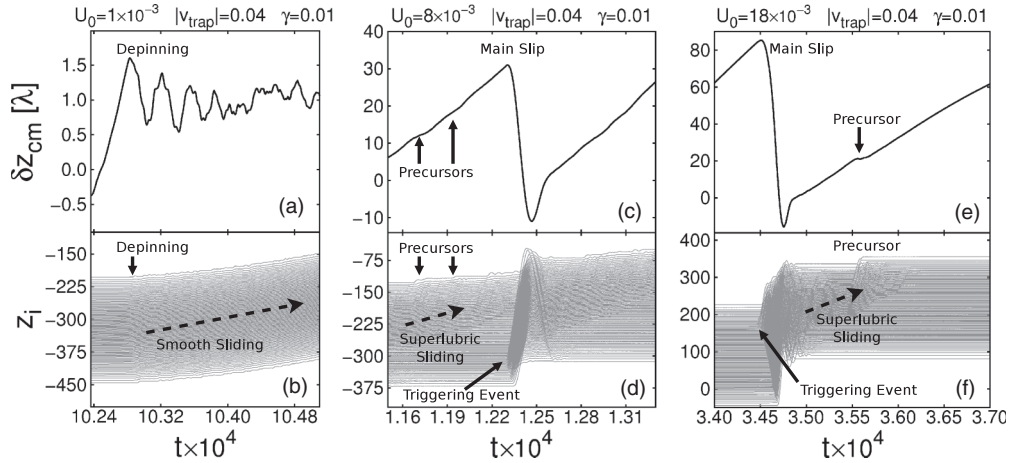 U₀=1×10⁻³ |v_trap|=0.04 γ=0.01
U₀=8×10⁻³ |v_trap|=0.04 γ=0.01
U₀=18×10⁻³ |v_trap|=0.04 γ=0.01
δz_cm [λ]
1.5
1.0
0.5
0.0
−0.5
Depinning
(a)
40
30
20
10
0
−10
Main Slip
Precursors
(c)
80
60
40
20
0
Main Slip
Precursor
(e)
z_i
−150
−225
−300
−375
−450
Depinning
Smooth Sliding
(b)
10.24
10.32
10.40
10.48
t×10⁴
−75
−150
−225
−300
−375
Precursors
Superlubric
Sliding
(d)
Triggering Event
1.16
1.19
1.22
1.25
1.28
1.31
t×10⁴
400
300
200
100
0
Precursor
Superlubric
Sliding
(f)
Triggering Event
3.40
3.45
3.50
3.55
3.60
3.65
3.70
t×10⁴